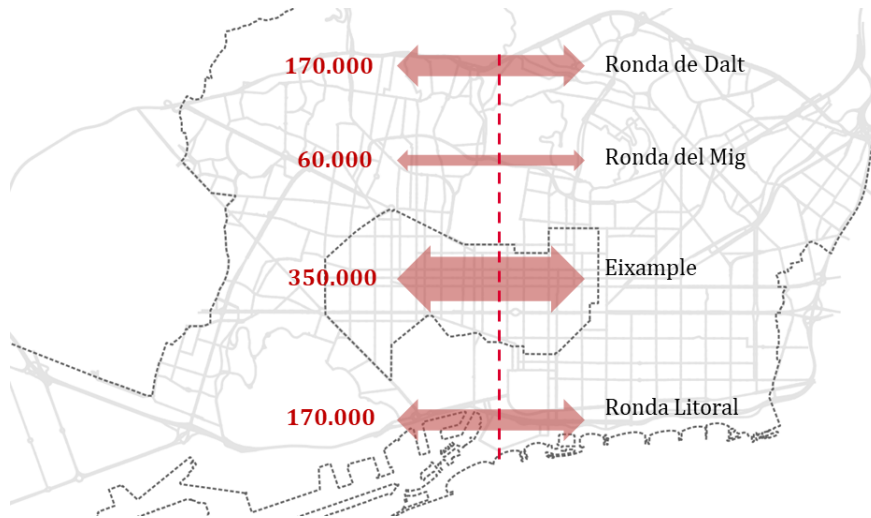 170.000 Ronda de Dalt
60.000 Ronda del Mig
350.000 Eixample
170.000 Ronda Litoral